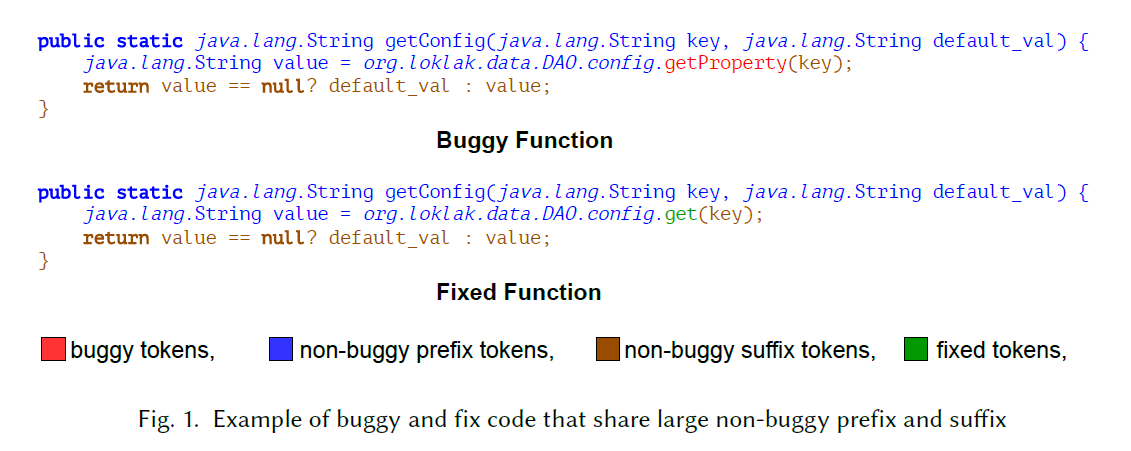 public static java.lang.String getConfig(java.lang.String key, java.lang.String default_val) {
java.lang.String value = org.loklak.data.DAO.config.getProperty(key);
return value == null? default_val : value;
}
Buggy Function
public static java.lang.String getConfig(java.lang.String key, java.lang.String default_val) {
java.lang.String value = org.loklak.data.DAO.config.get(key);
return value == null? default_val : value;
}
Fixed Function
buggy tokens, non-buggy prefix tokens, non-buggy suffix tokens, fixed tokens,
Fig. 1. Example of buggy and fix code that share large non-buggy prefix and suffix